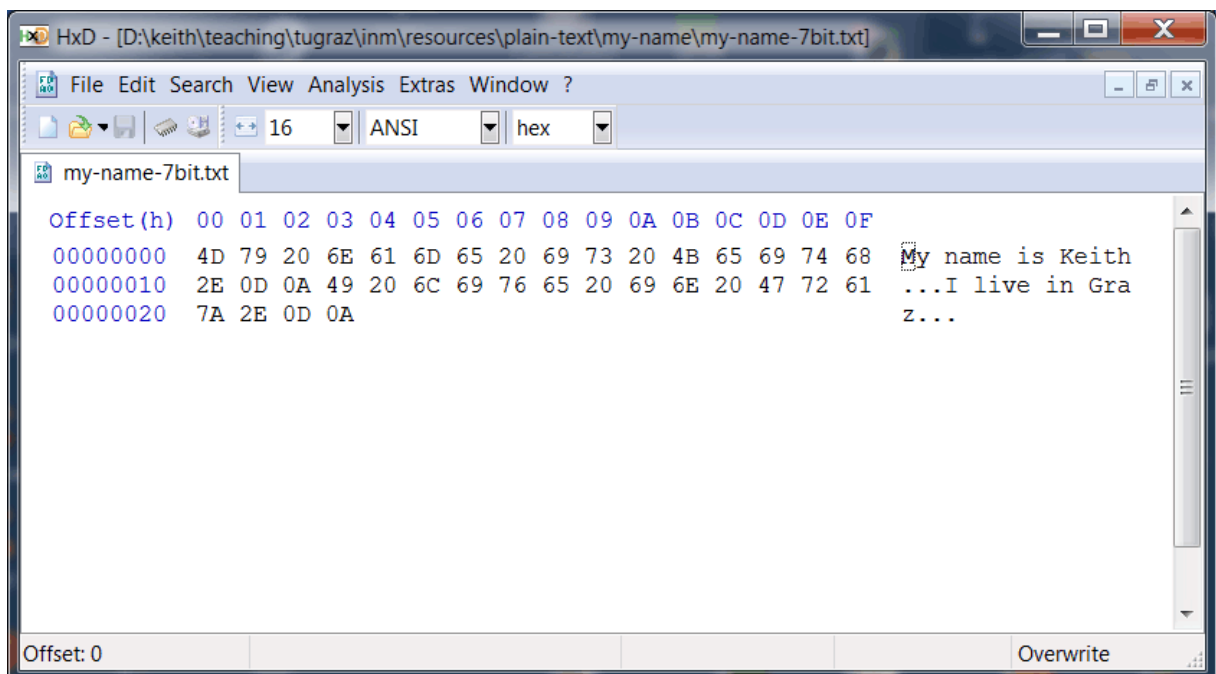 HxD - [D:\keith\teaching\tugraz\inm\resources\plain-text\my-name\my-name-7bit.txt]
File Edit Search View Analysis Extras Window ?
16 ANSI hex
my-name-7bit.txt
Offset(h) 00 01 02 03 04 05 06 07 08 09 0A 0B 0C 0D 0E 0F
00000000 4D 79 20 6E 61 6D 65 20 69 73 20 4B 65 69 74 68 My name is Keith
00000010 2E 0D 0A 49 20 6C 69 76 65 20 69 6E 20 47 72 61 ...I live in Gra
00000020 7A 2E 0D 0A z...
Offset: 0 Overwrite